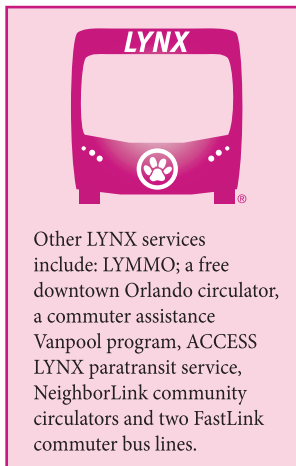 LYNX
®
Other LYNX services
include: LYMMO; a free
downtown Orlando circulator,
a commuter assistance
Vanpool program, ACCESS
LYNX paratransit service,
NeighborLink community
circulators and two FastLink
commuter bus lines.